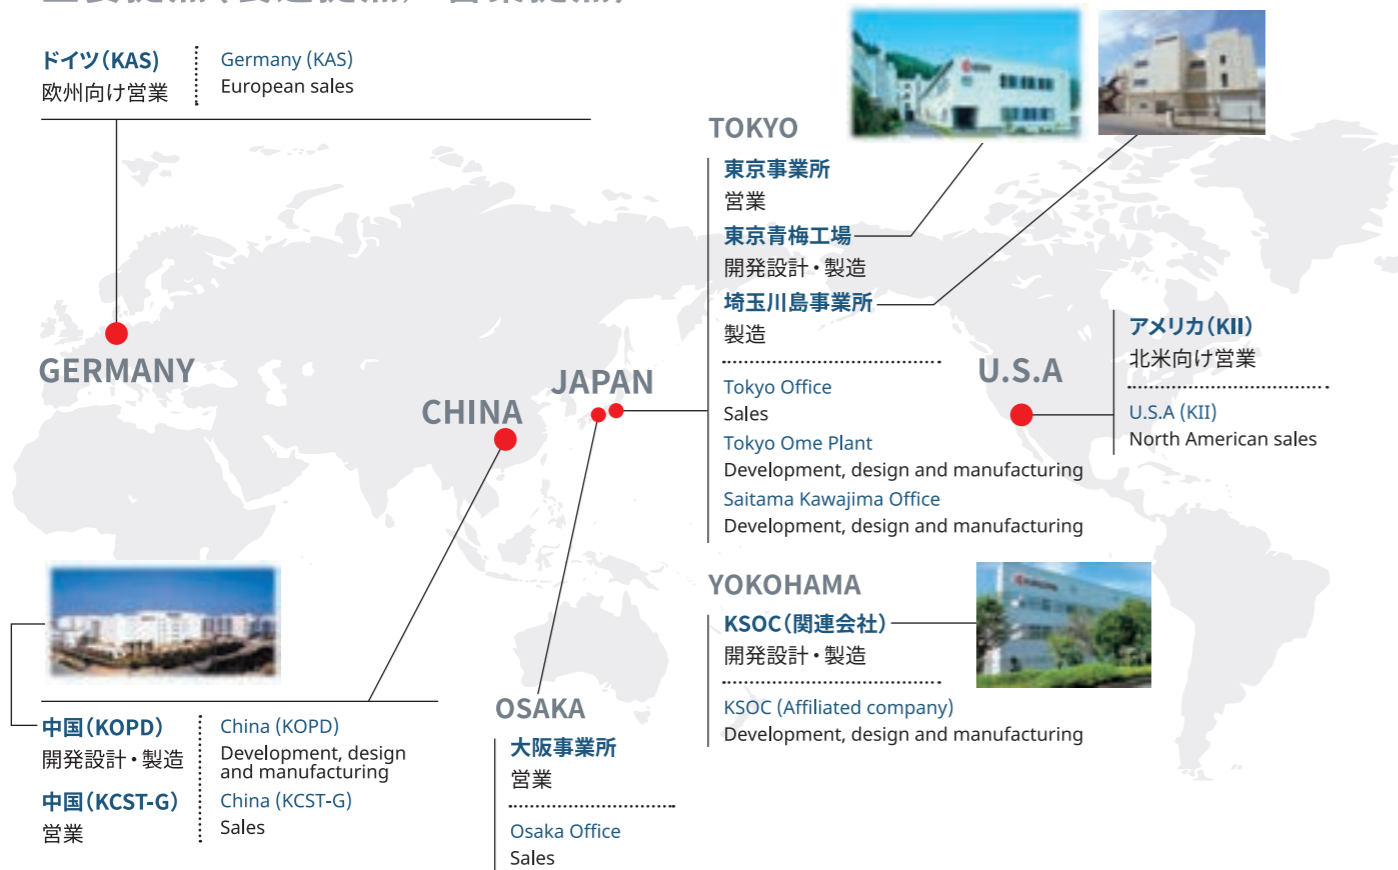 ドイツ(KAS)
欧州向け営業
Germany (KAS)
European sales
GERMANY
CHINA
JAPAN
TOKYO
東京事業所
営業
東京青梅工場
開発設計・製造
埼玉川島事業所
製造
Tokyo Office
Sales
Tokyo Ome Plant
Development, design and manufacturing
Saitama Kawajima Office
Development, design and manufacturing
U.S.A
アメリカ(KII)
北米向け営業
U.S.A (KII)
North American sales
YOKOHAMA
KSOC(関連会社)
開発設計・製造
KSOC (Affiliated company)
Development, design and manufacturing
中国(KOPD)
開発設計・製造
中国(KCST-G)
営業
China (KOPD)
Development, design
and manufacturing
China (KCST-G)
Sales
OSAKA
大阪事業所
営業
Osaka Office
Sales